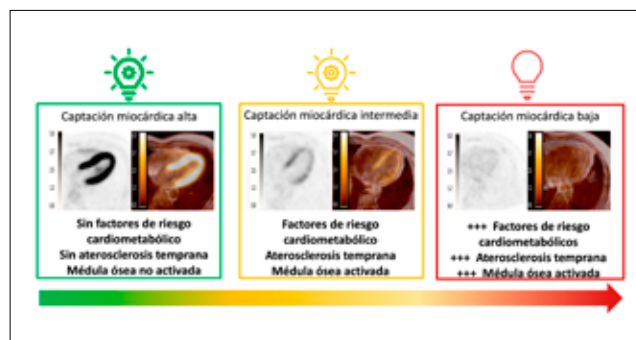 Captación miocárdica alta
Sin factores de riesgo
cardiometabólico
Sin aterosclerosis temprana
Médula ósea no activada
Captación miocárdica intermedia
Factores de riesgo
cardiometabólico
Aterosclerosis temprana
Médula ósea activada
Captación miocárdica baja
+++ Factores de riesgo
cardiometabólicos
+++ Aterosclerosis temprana
+++ Médula ósea activada